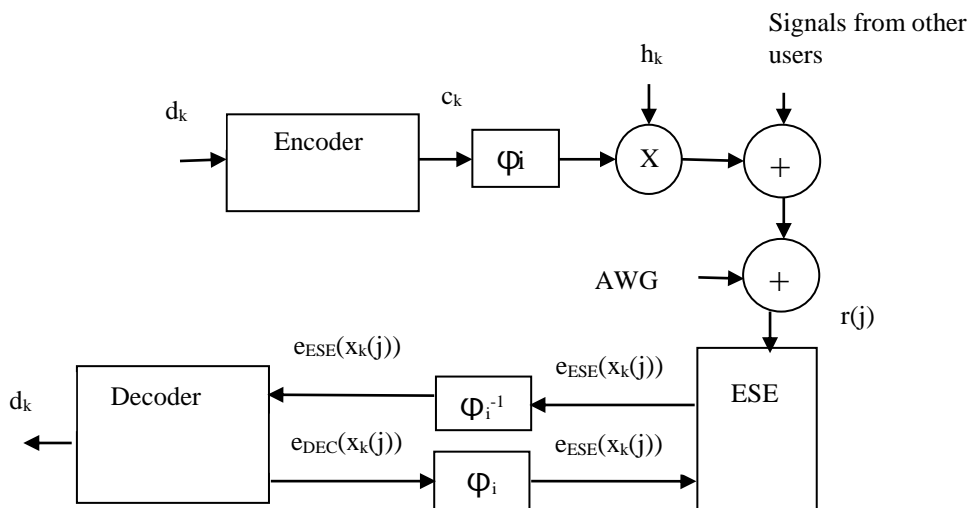 Signals from other
users
hk
ck
dk
Encoder
φi
X
+
AWG
+
r(j)
eESE(xk(j))
eESE(xk(j))
dk
Decoder
φi-1
ESE
eDEC(xk(j))
eESE(xk(j))
φi